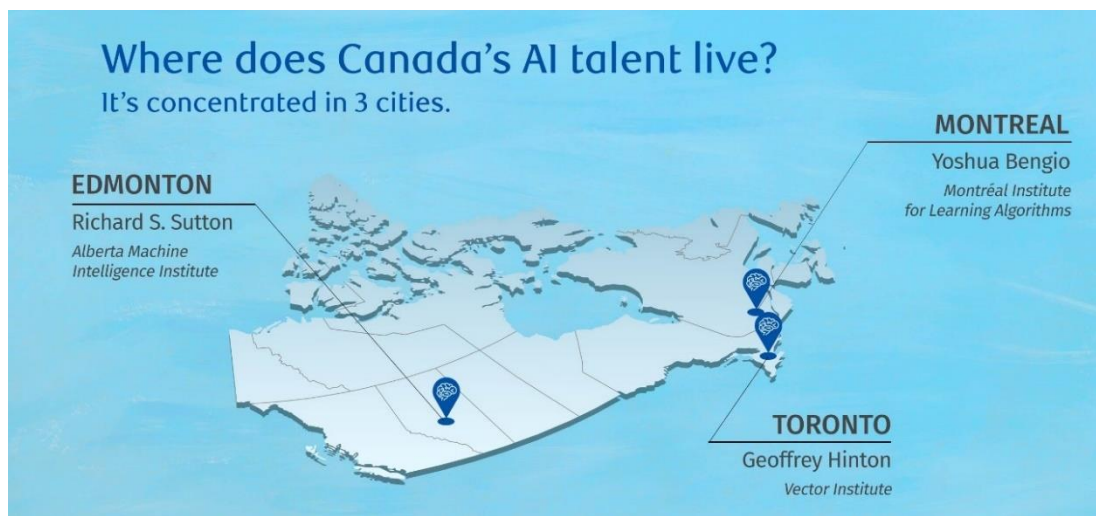 Where does Canada's AI talent live?
It's concentrated in 3 cities.
EDMONTON
Richard S. Sutton
Alberta Machine
Intelligence Institute
MONTREAL
Yoshua Bengio
Montréal Institute
for Learning Algorithms
TORONTO
Geoffrey Hinton
Vector Institute